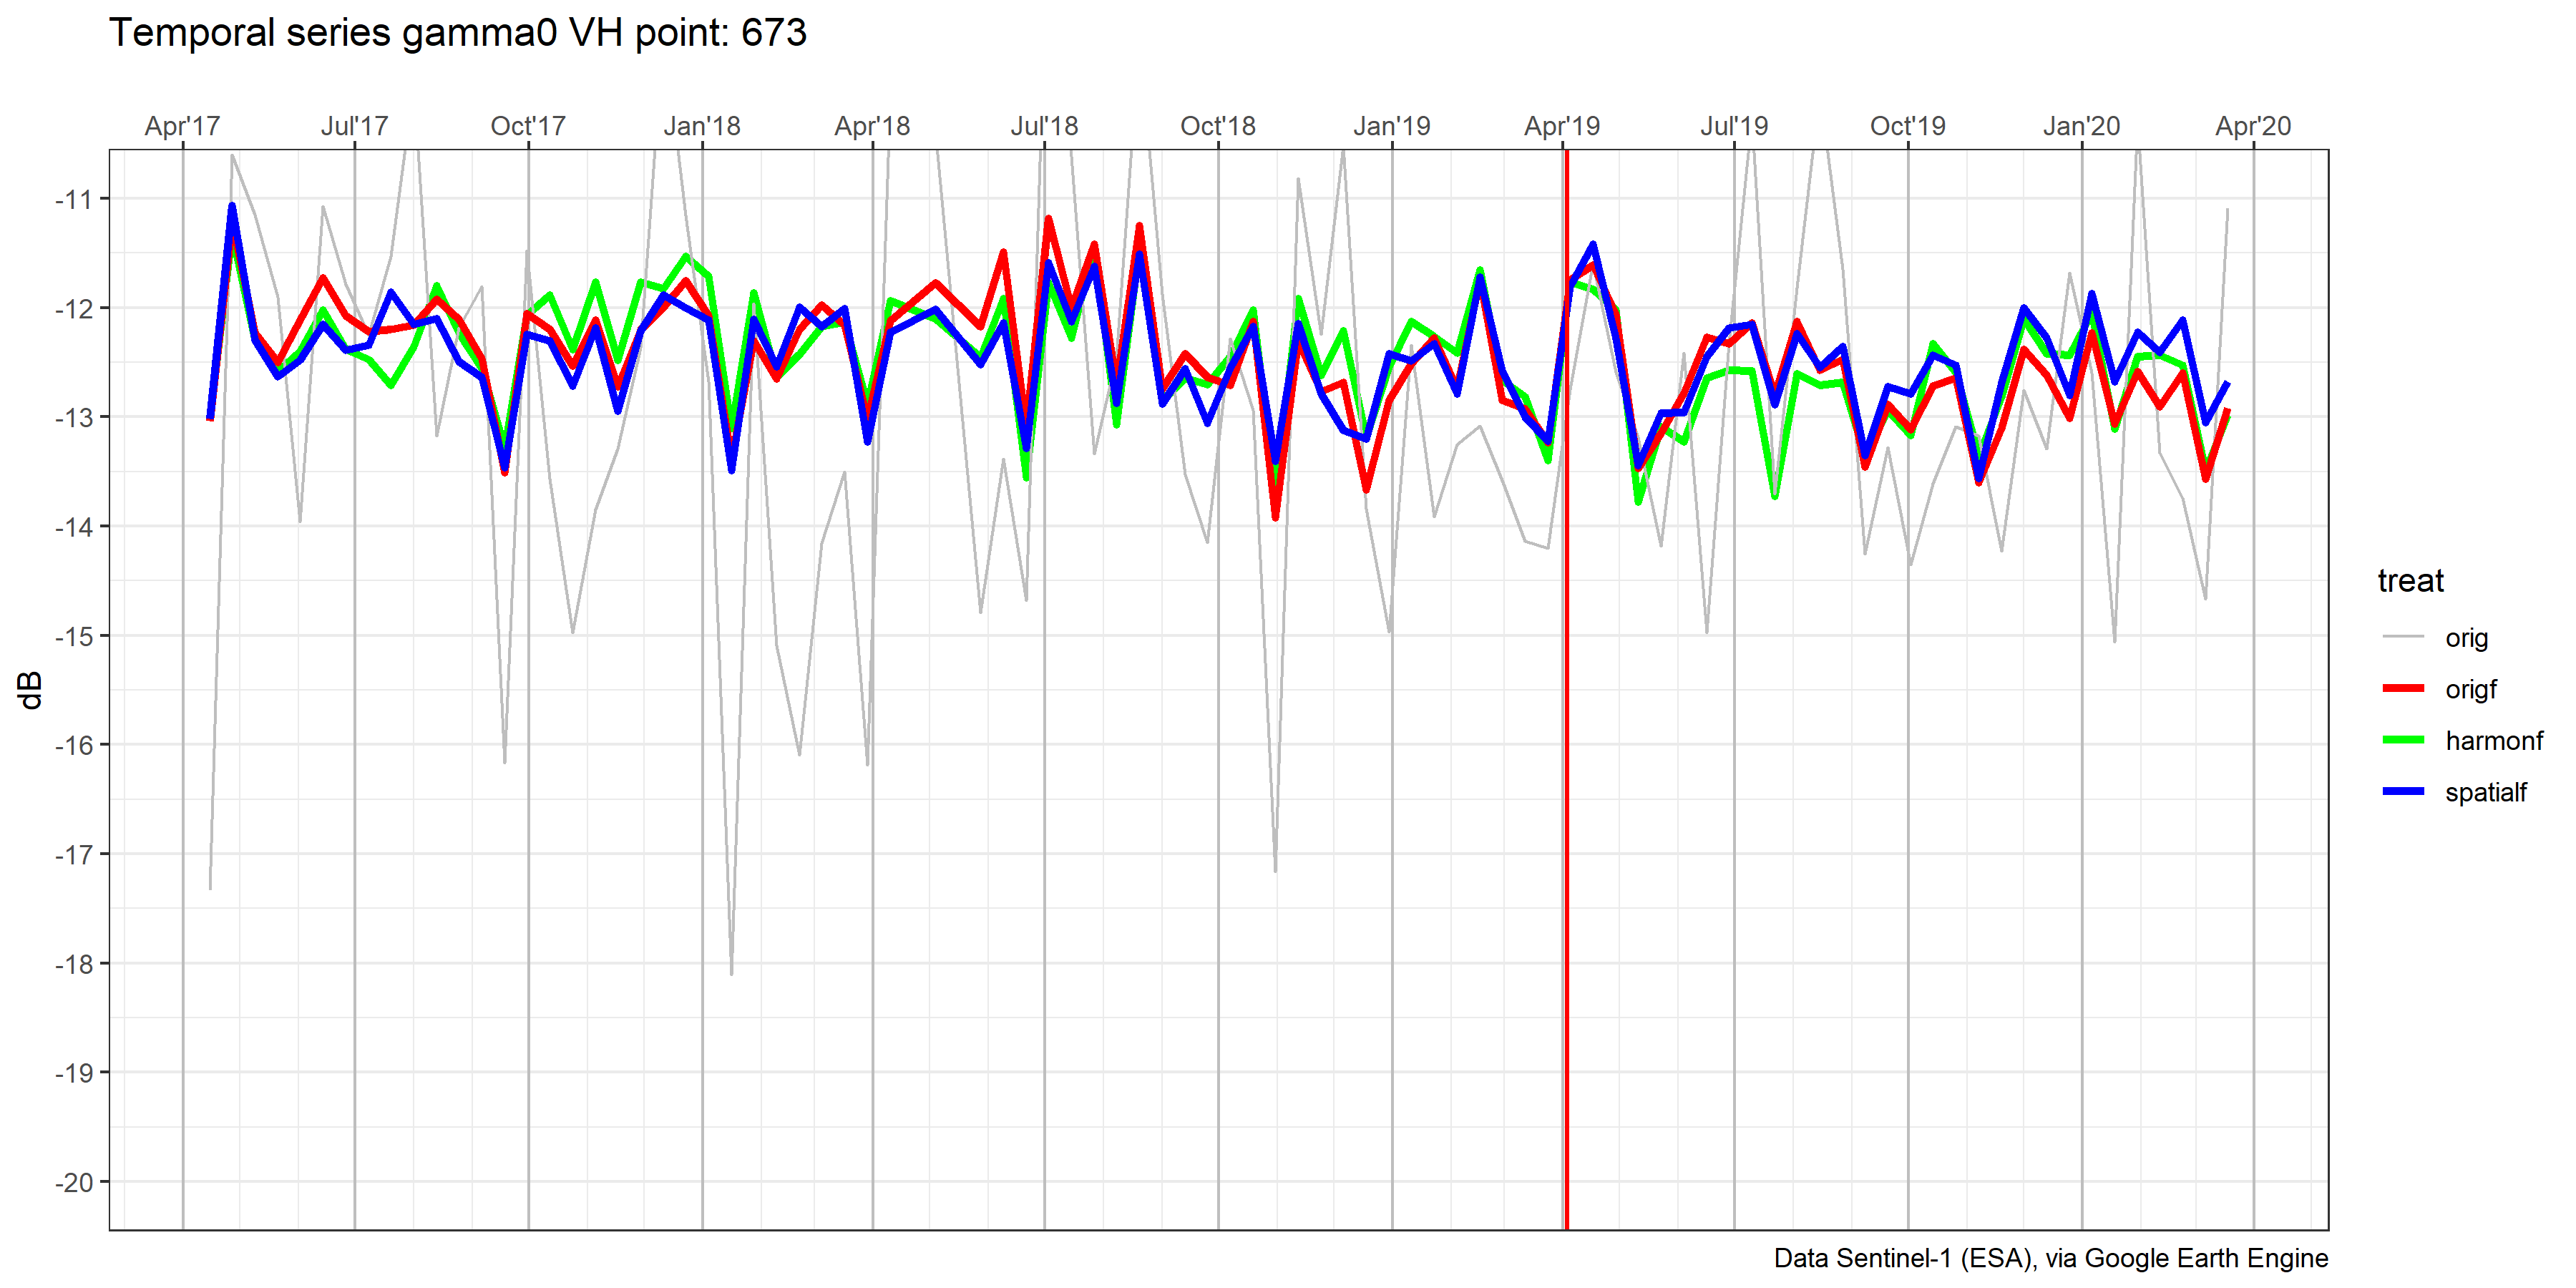 Temporal series gamma0 VH point: 673
Apr'17 Jul'17 Oct'17 Jan'18 Apr'18 Jul'18 Oct'18 Jan'19 Apr'19 Jul'19 Oct'19 Jan'20 Apr'20
-11
-12
-13
-14
-15
-16
-17
-18
-19
-20
dB
treat
orig
origf
harmonf
spatialf
Data Sentinel-1 (ESA), via Google Earth Engine